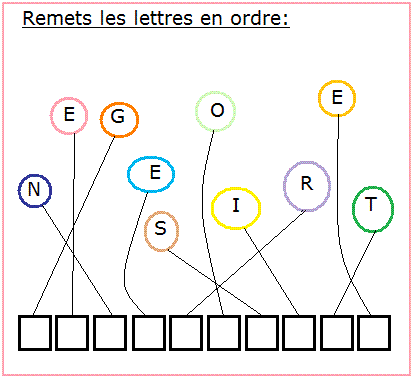 Remets les lettres en ordre:
E G O E
N E S I R T